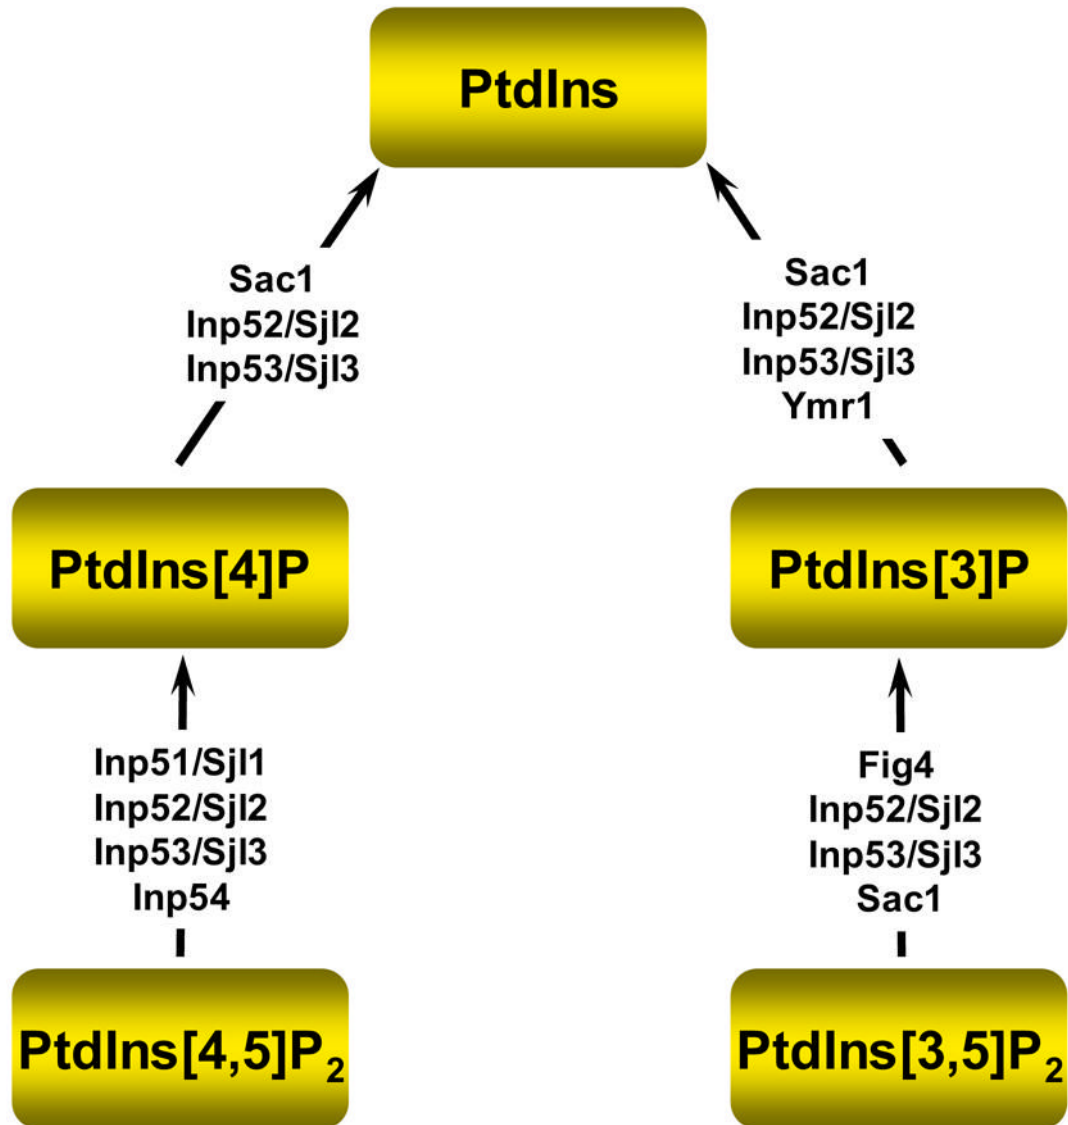 PtdIns
Sac1
Inp52/Sjl2
Inp53/Sjl3
Sac1
Inp52/Sjl2
Inp53/Sjl3
Ymr1
PtdIns[4]P
PtdIns[3]P
Inp51/Sjl1
Inp52/Sjl2
Inp53/Sjl3
Inp54
Fig4
Inp52/Sjl2
Inp53/Sjl3
Sac1
PtdIns[4,5]P₂
PtdIns[3,5]P₂